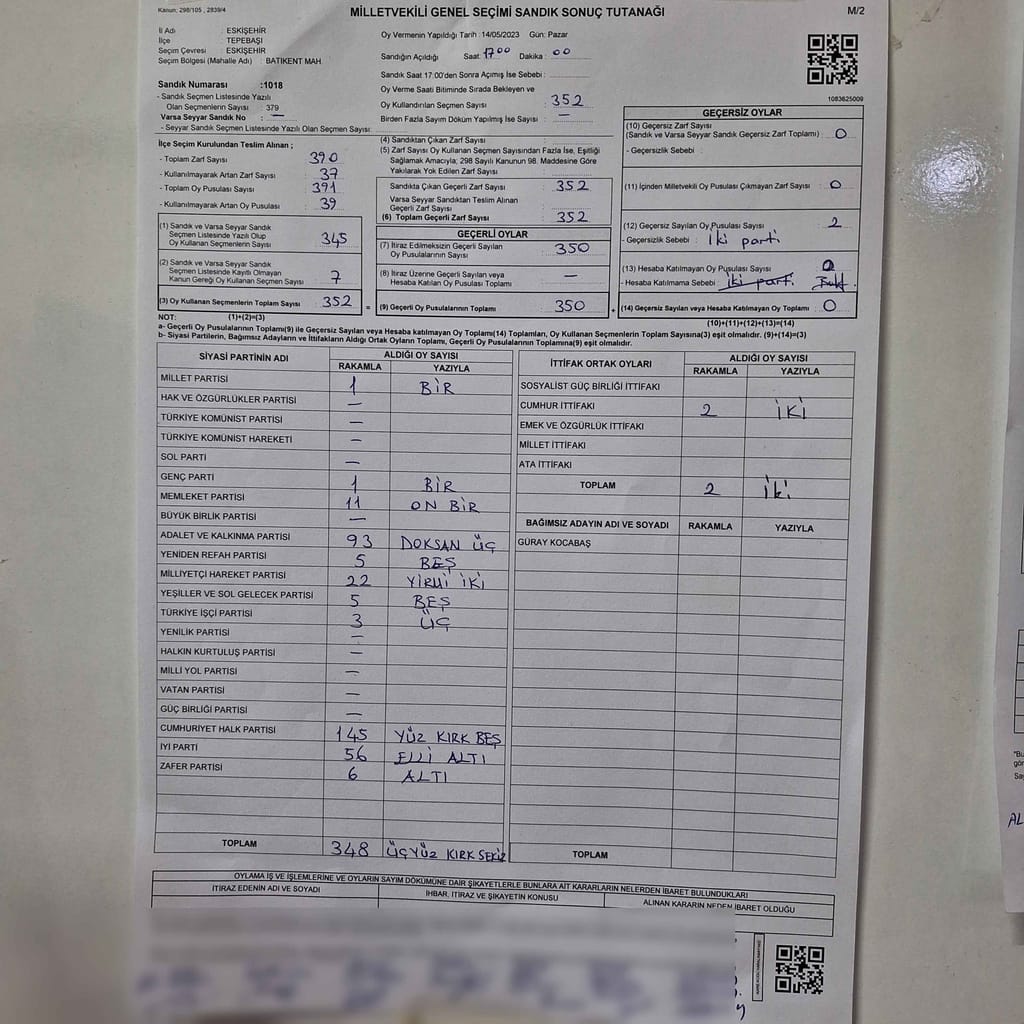 Kanun: 298/105 , 2839/4
MİLLETVEKİLİ GENEL SEÇİMİ SANDIK SONUÇ TUTANAĞI
M/2
İl Adı : ESKİŞEHİR
İlçe : TEPEBAŞI
Seçim Çevresi : ESKİŞEHİR
Seçim Bölgesi (Mahalle Adı) : BATIKENT MAH.
Sandık Numarası :1018
- Sandık Seçmen Listesinde Yazılı
Olan Seçmenlerin Sayısı : 379
Varsa Seyyar Sandık No : —
- Seyyar Sandık Seçmen Listesinde Yazılı Olan Seçmen Sayısı:
Oy Vermenin Yapıldığı Tarih : 14/05/2023 Gün: Pazar
Sandığın Açıldığı Saat: 17 00 Dakika : 00
Sandık Saat 17:00'den Sonra Açımış İse Sebebi :
Oy Verme Saati Bitiminde Sırada Bekleyen ve
Oy Kullandırılan Seçmen Sayısı : 352
Birden Fazla Sayım Döküm Yapılmış İse Sayısı : —
1083625009
İlçe Seçim Kurulundan Teslim Alınan ;
- Toplam Zarf Sayısı : 390
- Kullanılmayarak Artan Zarf Sayısı : 37
- Toplam Oy Pusulası Sayısı : 391
- Kullanılmayarak Artan Oy Pusulası : 39
(1) Sandık ve Varsa Seyyar Sandık
Seçmen Listesinde Yazılı Olup
Oy Kullanan Seçmenlerin Sayısı : 345
(2) Sandık ve Varsa Seyyar Sandık
Seçmen Listesinde Kayıtlı Olmayan
Kanun Gereği Oy Kullanan Seçmen Sayısı : 7
(3) Oy Kullanan Seçmenlerin Toplam Sayısı : 352 =
(4) Sandıktan Çıkan Zarf Sayısı :
(5) Zarf Sayısı Oy Kullanan Seçmen Sayısından Fazla İse, Eşitliği
Sağlamak Amacıyla; 298 Sayılı Kanunun 98. Maddesine Göre
Yakılarak Yok Edilen Zarf Sayısı :
Sandıkta Çıkan Geçerli Zarf Sayısı : 352
Varsa Seyyar Sandıktan Teslim Alınan
Geçerli Zarf Sayısı :
(6) Toplam Geçerli Zarf Sayısı : 352
GEÇERLİ OYLAR
(7) İtiraz Edilmeksizin Geçerli Sayılan
Oy Pusulalarının Sayısı : 350
(8) İtiraz Üzerine Geçerli Sayılan veya
Hesaba Katılan Oy Pusulaları Toplamı : —
(9) Geçerli Oy Pusulalarının Toplamı : 350 +
GEÇERSİZ OYLAR
(10) Geçersiz Zarf Sayısı
(Sandık ve Varsa Seyyar Sandık Geçersiz Zarf Toplamı) : 0
- Geçersizlik Sebebi :
(11) İçinden Milletvekili Oy Pusulası Çıkmayan Zarf Sayısı : 0
(12) Geçersiz Sayılan Oy Pusulası Sayısı : 2
- Geçersizlik Sebebi : İki parti
(13) Hesaba Katılmayan Oy Pusulası Sayısı : 0
- Hesaba Katılmama Sebebi : İki parti
(14) Geçersiz Sayılan veya Hesaba Katılmayan Oy Toplamı : 0
NOT: (1)+(2)=(3)
(10)+(11)+(12)+(13)=(14)
a- Geçerli Oy Pusulalarının Toplamı(9) ile Geçersiz Sayılan veya Hesaba katılmayan Oy Toplamı(14) Toplamları, Oy Kullanan Seçmenlerin Toplam Sayısına(3) eşit olmalıdır. (9)+(14)=(3)
b- Siyasi Partilerin, Bağımsız Adayların ve İttifakların Aldığı Ortak Oyların Toplamı, Geçerli Oy Pusulalarının Toplamına(9) eşit olmalıdır.
SİYASİ PARTİNİN ADI ALDIĞI OY SAYISI
RAKAMLA YAZIYLA
MİLLET PARTİSİ 1 BİR
HAK VE ÖZGÜRLÜKLER PARTİSİ —
TÜRKİYE KOMÜNİST PARTİSİ —
TÜRKİYE KOMÜNİST HAREKETİ —
SOL PARTİ —
GENÇ PARTİ 1 BİR
MEMLEKET PARTİSİ 11 ON BİR
BÜYÜK BİRLİK PARTİSİ —
ADALET VE KALKINMA PARTİSİ 93 DOKSAN ÜÇ
YENİDEN REFAH PARTİSİ 5 BEŞ
MİLLİYETÇİ HAREKET PARTİSİ 22 YİRMİ İKİ
YEŞİLLER VE SOL GELECEK PARTİSİ 5 BEŞ
TÜRKİYE İŞÇİ PARTİSİ 3 ÜÇ
YENİLİK PARTİSİ —
HALKIN KURTULUŞ PARTİSİ —
MİLLİ YOL PARTİSİ —
VATAN PARTİSİ —
GÜÇ BİRLİĞİ PARTİSİ —
CUMHURİYET HALK PARTİSİ 145 YÜZ KIRK BEŞ
İYİ PARTİ 56 ELLİ ALTI
ZAFER PARTİSİ 6 ALTI
TOPLAM 348 ÜÇYÜZ KIRK SEKİZ
İTTİFAK ORTAK OYLARI ALDIĞI OY SAYISI
RAKAMLA YAZIYLA
SOSYALİST GÜÇ BİRLİĞİ İTTİFAKI
CUMHUR İTTİFAKI 2 İKİ
EMEK VE ÖZGÜRLÜK İTTİFAKI
MİLLET İTTİFAKI
ATA İTTİFAKI
TOPLAM 2 İki
BAĞIMSIZ ADAYIN ADI VE SOYADI RAKAMLA YAZIYLA
GÜRAY KOCABAŞ
TOPLAM
OYLAMA İŞ VE İŞLEMLERİNE VE OYLARIN SAYIM DÖKÜMÜNE DAİR ŞİKAYETLERLE BUNLARA AİT KARARLARIN NELERDEN İBARET BULUNDUKLARI
İTİRAZ EDENİN ADI VE SOYADI İHBAR, İTİRAZ VE ŞİKAYETİN KONUSU ALINAN KARARIN NEDEN İBARET OLDUĞU